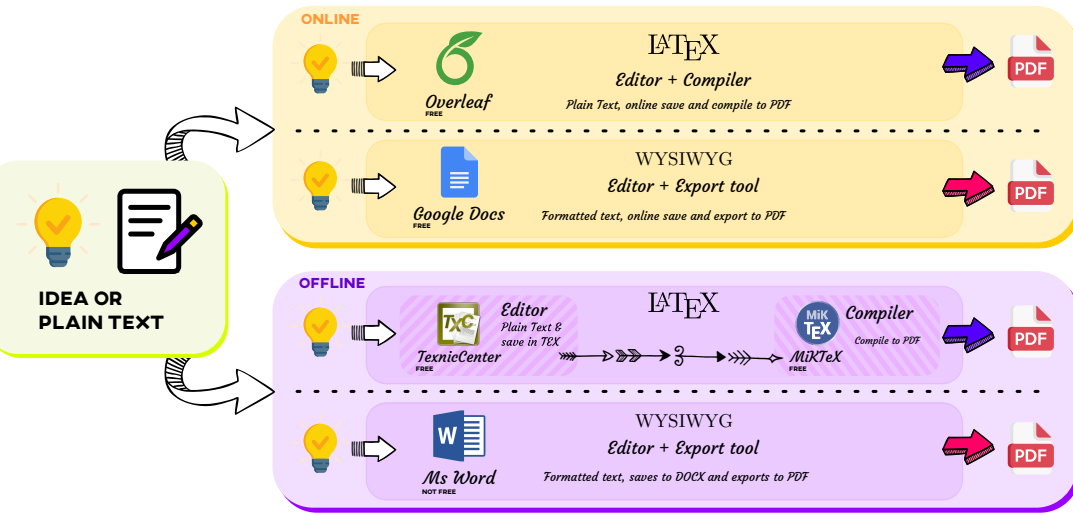 IDEA OR
PLAIN TEXT
ONLINE
Overleaf
FREE
LATEX
Editor + Compiler
Plain Text, online save and compile to PDF
PDF
Google Docs
FREE
WYSIWYG
Editor + Export tool
Formatted text, online save and export to PDF
PDF
OFFLINE
TXC
TexnicCenter
FREE
Editor
Plain Text &
save in TEX
LATEX
MiK
TEX
MiKTeX
FREE
Compiler
Compile to PDF
PDF
W
Ms Word
NOT FREE
WYSIWYG
Editor + Export tool
Formatted text, saves to DOCX and exports to PDF
PDF